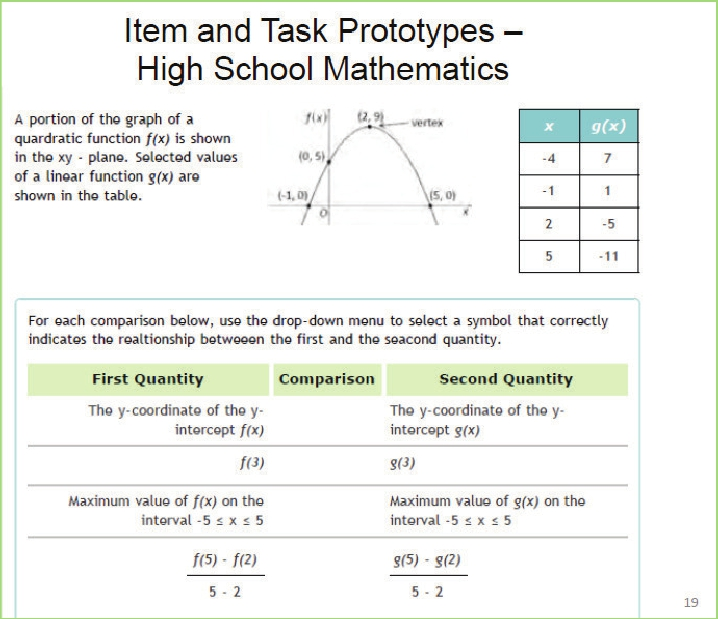 Item and Task Prototypes –
High School Mathematics
A portion of the graph of a
quardratic function f(x) is shown
in the xy - plane. Selected values
of a linear function g(x) are
shown in the table.
f(x)
(2, 9)
vertex
(0, 5)
(-1, 0)
(5, 0)
O
x
x g(x)
-4 7
-1 1
2 -5
5 -11
For each comparison below, use the drop-down menu to select a symbol that correctly
indicates the realtionship betweeen the first and the seacond quantity.
First Quantity Comparison Second Quantity
The y-coordinate of the y- The y-coordinate of the y-
intercept f(x) intercept g(x)
f(3) g(3)
Maximum value of f(x) on the Maximum value of g(x) on the
interval -5 ≤ x ≤ 5 interval -5 ≤ x ≤ 5
f(5) - f(2) g(5) - g(2)
5 - 2 5 - 2
19